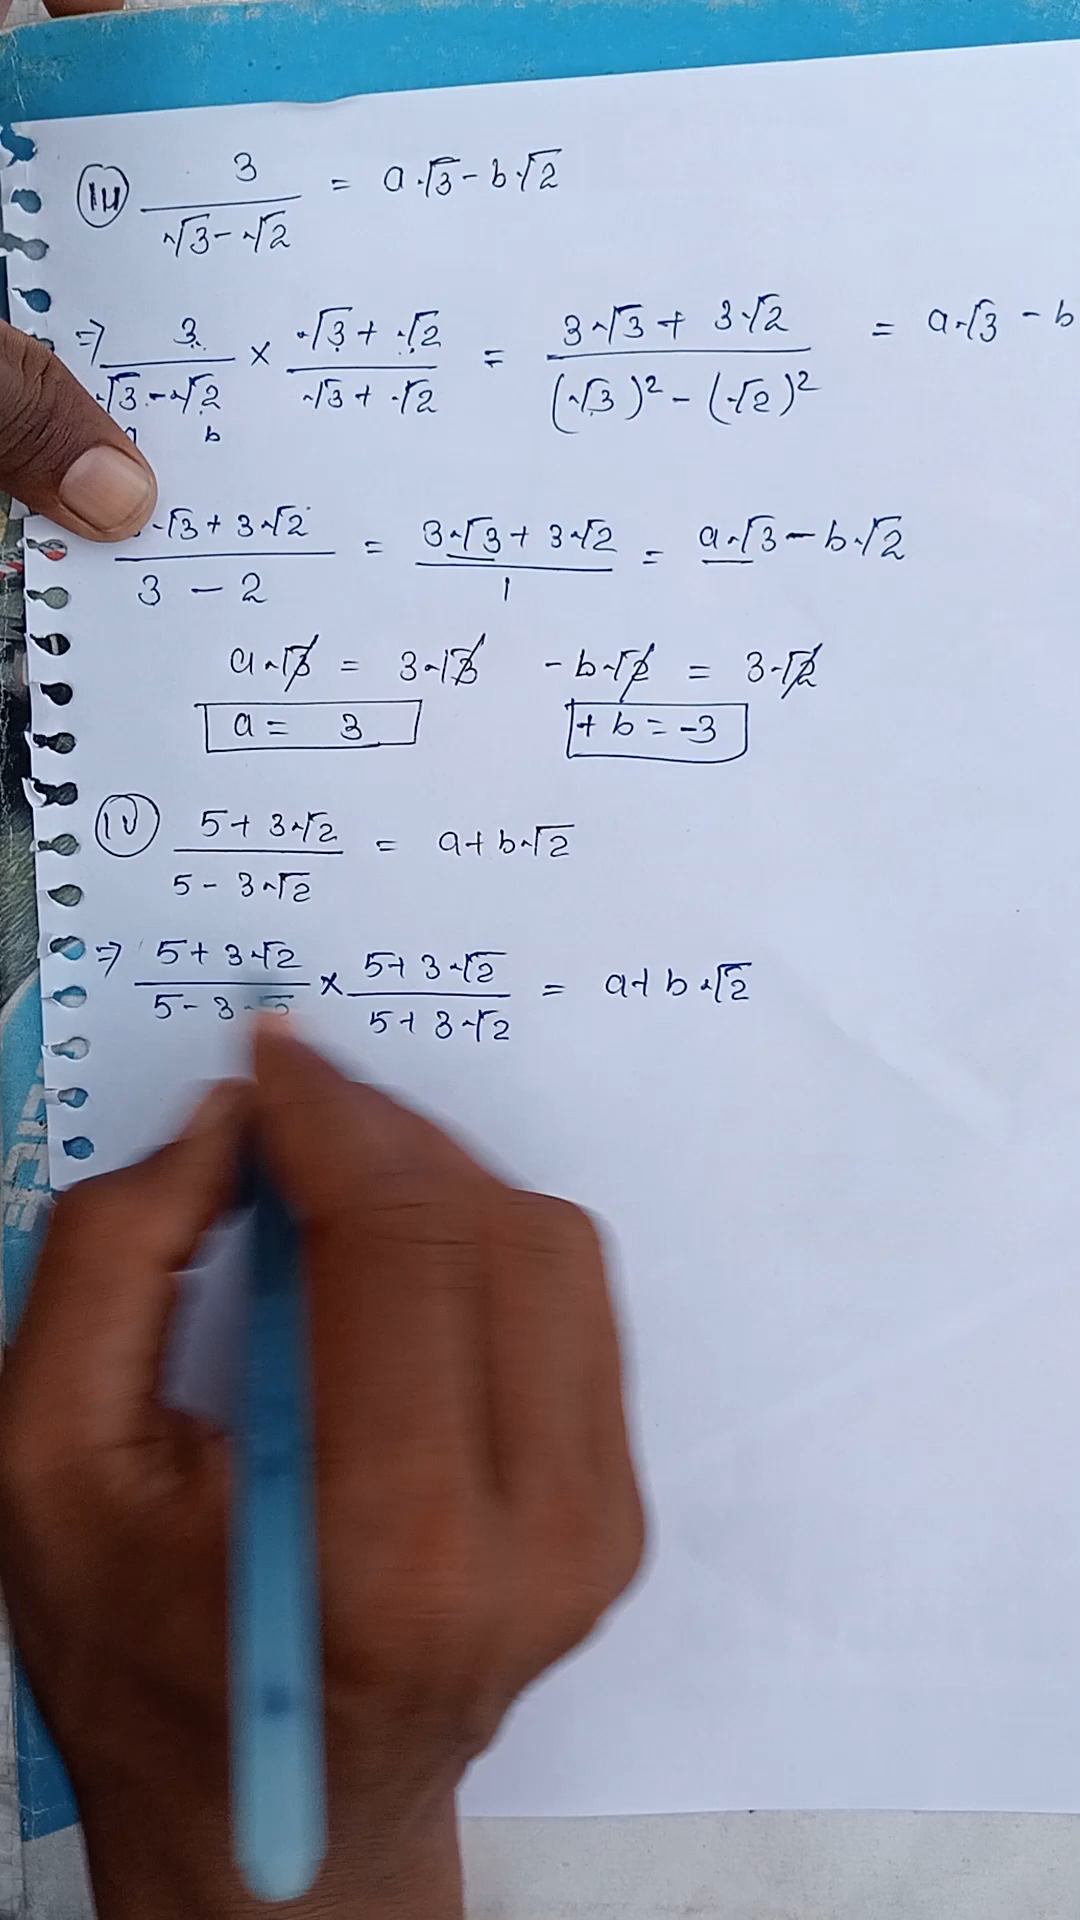 (iii) 3/(√3-√2) = a√3-b√2
⇒ 3/(√3-√2) × (√3+√2)/(√3+√2) = (3√3+3√2)/((√3)²-(√2)²) = a√3-b
a b
√3+3√2/(3-2) = (3√3+3√2)/1 = a√3-b√2
a√3 = 3√3 -b√2 = 3√2
a = 3 + b = -3
(iv) (5+3√2)/(5-3√2) = a+b√2
⇒ (5+3√2)/(5-3√2) × (5+3√2)/(5+3√2) = a+b√2